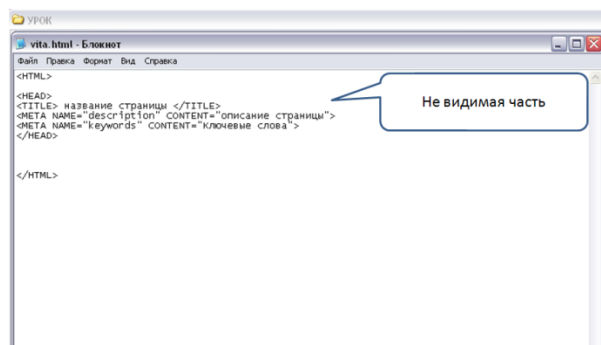 УРОК
vita.html - Блокнот
Файл Правка Формат Вид Справка
<HTML>
Не видимая часть
<HEAD>
<TITLE> название страницы </TITLE>
<META NAME="description" CONTENT="описание страницы">
<META NAME="keywords" CONTENT="Ключевые слова">
</HEAD>
</HTML>